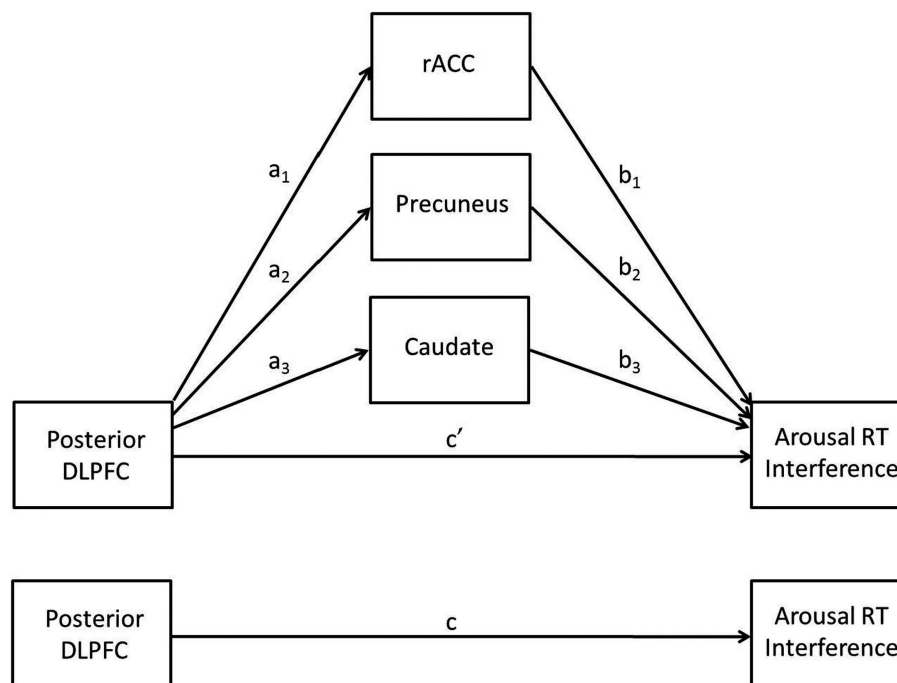 rACC
a₁
b₁
Precuneus
a₂
b₂
Caudate
a₃
b₃
Posterior
DLPFC
c′
Arousal RT
Interference
Posterior
DLPFC
c
Arousal RT
Interference